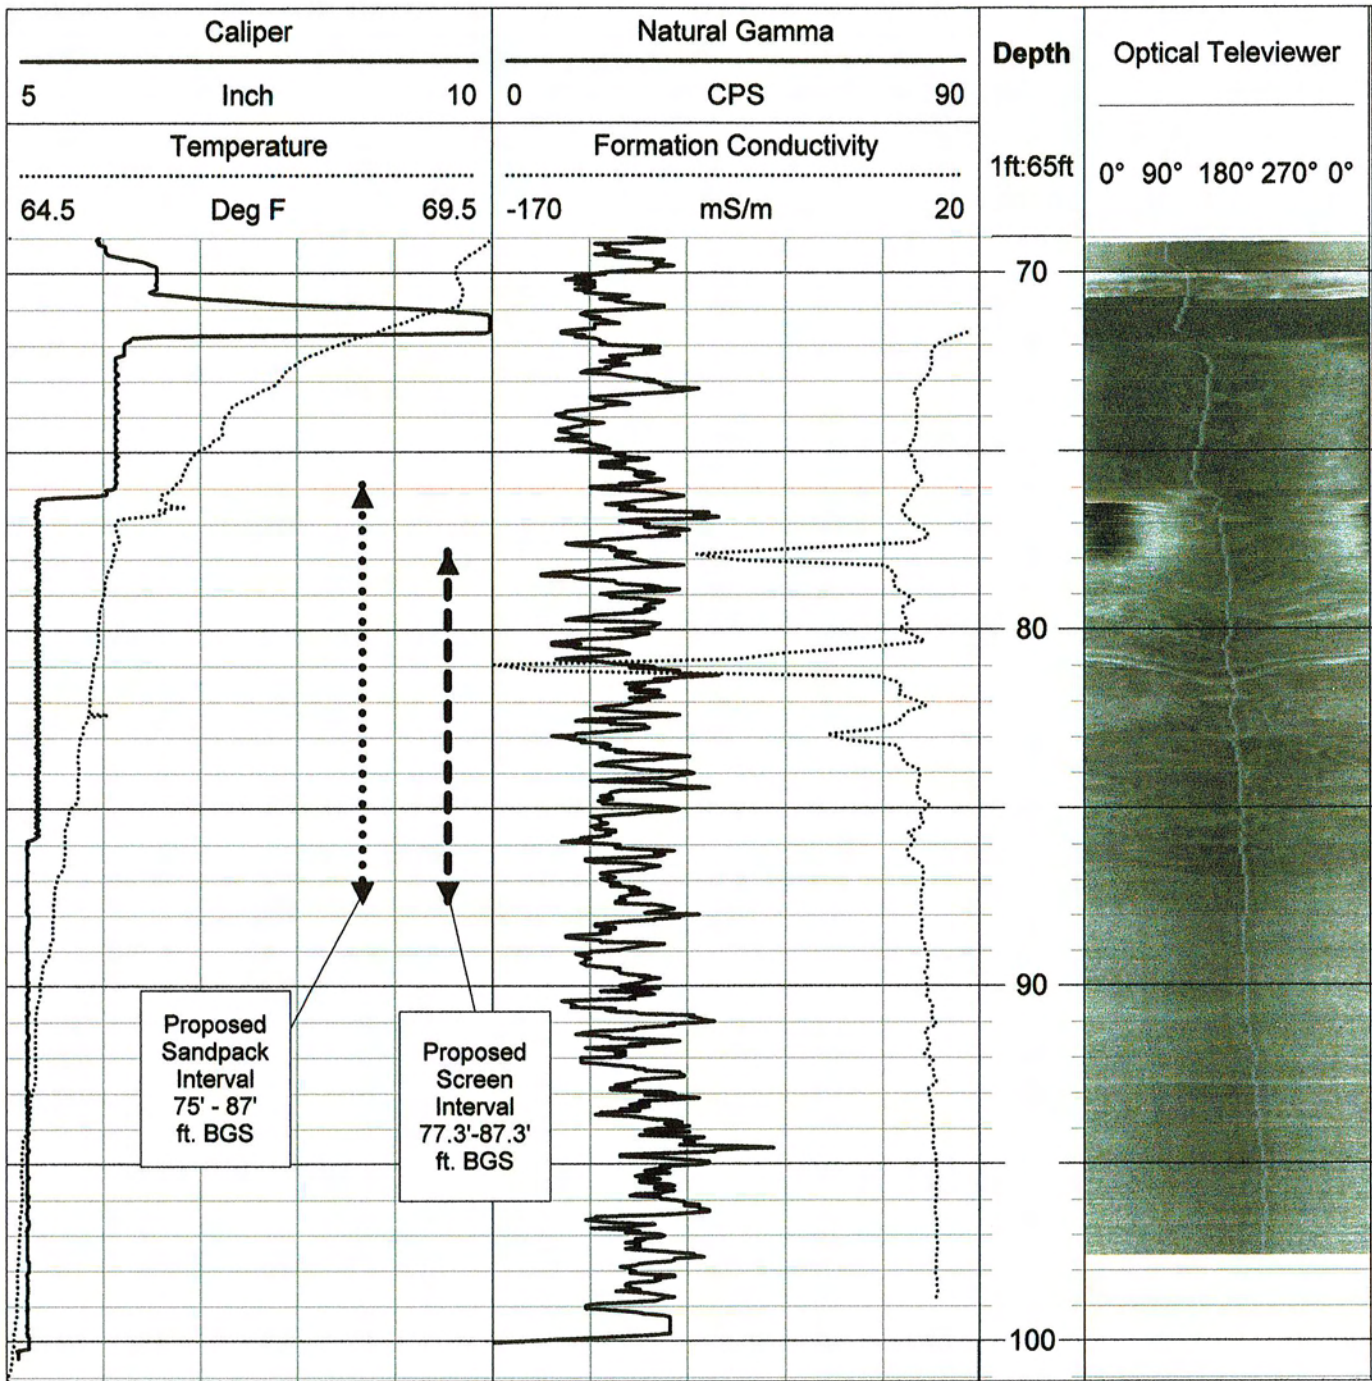 Caliper
5 Inch 10
Temperature
64.5 Deg F 69.5
Natural Gamma
0 CPS 90
Formation Conductivity
-170 mS/m 20
Depth
1ft:65ft
Optical Televiewer
0° 90° 180° 270° 0°
70
80
90
100
Proposed
Sandpack
Interval
75' - 87'
ft. BGS
Proposed
Screen
Interval
77.3'-87.3'
ft. BGS